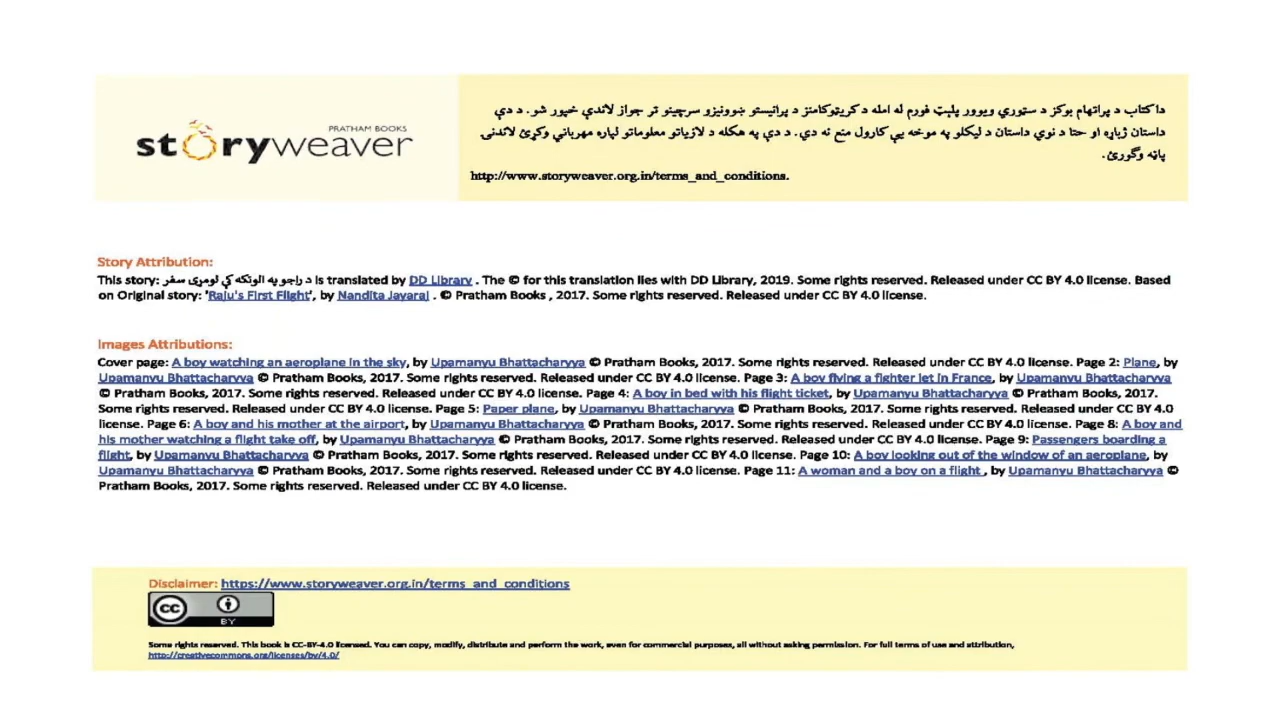 PRATHAM BOOKS
storyweaver
دا کتاب د پراتهام بوکز د ستوري ویوور پلېټ فورم له امله د کریټوکامنز د پرانیستو ښوونیزو سرچینو تر جواز لاندې خپور شو. د دې
داستان ژباړه او حتا د نوي داستان د لیکلو په موخه یې کارول منع نه دي. د دې په هکله د لازیاتو معلوماتو لپاره مهرباني وکړئ لاندنی
پاڼه وګورئ.
http://www.storyweaver.org.in/terms_and_conditions.
Story Attribution:
This story: د راجو په الوتکه کې لومړی سفر is translated by DD Library . The © for this translation lies with DD Library, 2019. Some rights reserved. Released under CC BY 4.0 license. Based
on Original story: 'Raju's First Flight', by Nandita Jayaraj . © Pratham Books , 2017. Some rights reserved. Released under CC BY 4.0 license.
Images Attributions:
Cover page: A boy watching an aeroplane in the sky, by Upamanyu Bhattacharyya © Pratham Books, 2017. Some rights reserved. Released under CC BY 4.0 license. Page 2: Plane, by
Upamanyu Bhattacharyya © Pratham Books, 2017. Some rights reserved. Released under CC BY 4.0 license. Page 3: A boy flying a fighter jet in France, by Upamanyu Bhattacharyya
© Pratham Books, 2017. Some rights reserved. Released under CC BY 4.0 license. Page 4: A boy in bed with his flight ticket, by Upamanyu Bhattacharyya © Pratham Books, 2017.
Some rights reserved. Released under CC BY 4.0 license. Page 5: Paper plane, by Upamanyu Bhattacharyya © Pratham Books, 2017. Some rights reserved. Released under CC BY 4.0
license. Page 6: A boy and his mother at the airport, by Upamanyu Bhattacharyya © Pratham Books, 2017. Some rights reserved. Released under CC BY 4.0 license. Page 8: A boy and
his mother watching a flight take off, by Upamanyu Bhattacharyya © Pratham Books, 2017. Some rights reserved. Released under CC BY 4.0 license. Page 9: Passengers boarding a
flight, by Upamanyu Bhattacharyya © Pratham Books, 2017. Some rights reserved. Released under CC BY 4.0 license. Page 10: A boy looking out of the window of an aeroplane, by
Upamanyu Bhattacharyya © Pratham Books, 2017. Some rights reserved. Released under CC BY 4.0 license. Page 11: A woman and a boy on a flight , by Upamanyu Bhattacharyya ©
Pratham Books, 2017. Some rights reserved. Released under CC BY 4.0 license.
Disclaimer: https://www.storyweaver.org.in/terms_and_conditions
cc
BY
Some rights reserved. This book is CC-BY-4.0 licensed. You can copy, modify, distribute and perform the work, even for commercial purposes, all without asking permission. For full terms of use and attribution,
http://creativecommons.org/licenses/by/4.0/